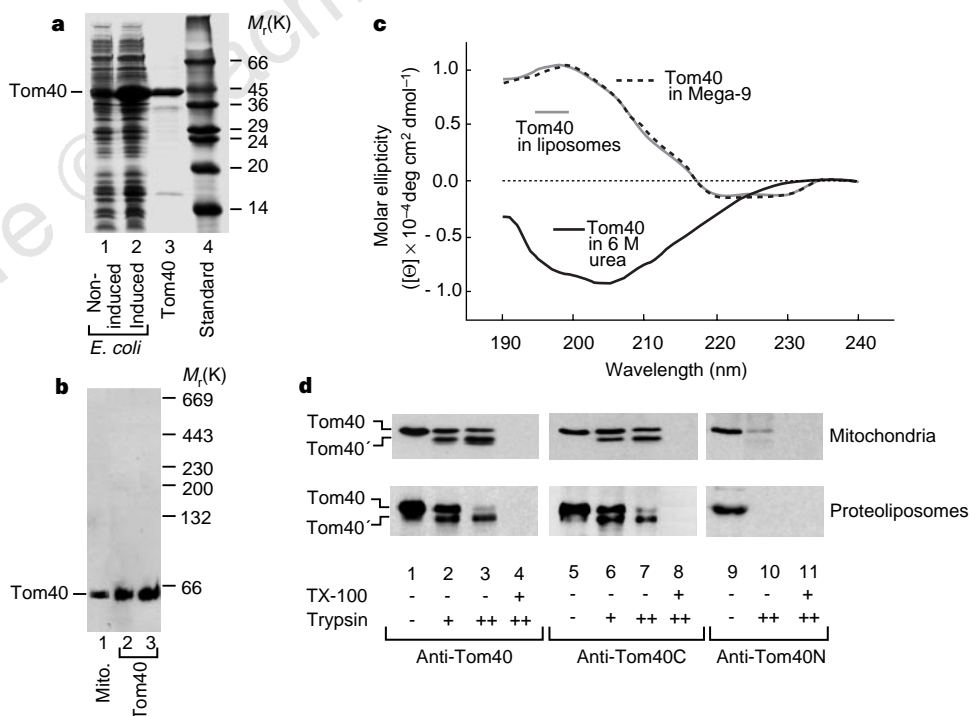 a
Mr(K)
Tom40
66
45
36
29
24
20
14
1 2 3 4
Non-induced
Induced
Tom40
Standard
E. coli
b
Mr(K)
669
443
230
200
132
66
Tom40
1 2 3
Mito.
Tom40
c
Molar ellipticity
([Θ] × 10–4 deg cm2 dmol–1)
1.0
0.5
0.0
- 0.5
- 1.0
Tom40
in Mega-9
Tom40
in liposomes
Tom40
in 6 M
urea
190 200 210 220 230 240
Wavelength (nm)
d
Tom40
Tom40´
Mitochondria
Tom40
Tom40´
Proteoliposomes
1 2 3 4 5 6 7 8 9 10 11
TX-100 - - - + - - - + - - +
Trypsin - + ++ ++ - + ++ ++ - ++ ++
Anti-Tom40 Anti-Tom40C Anti-Tom40N